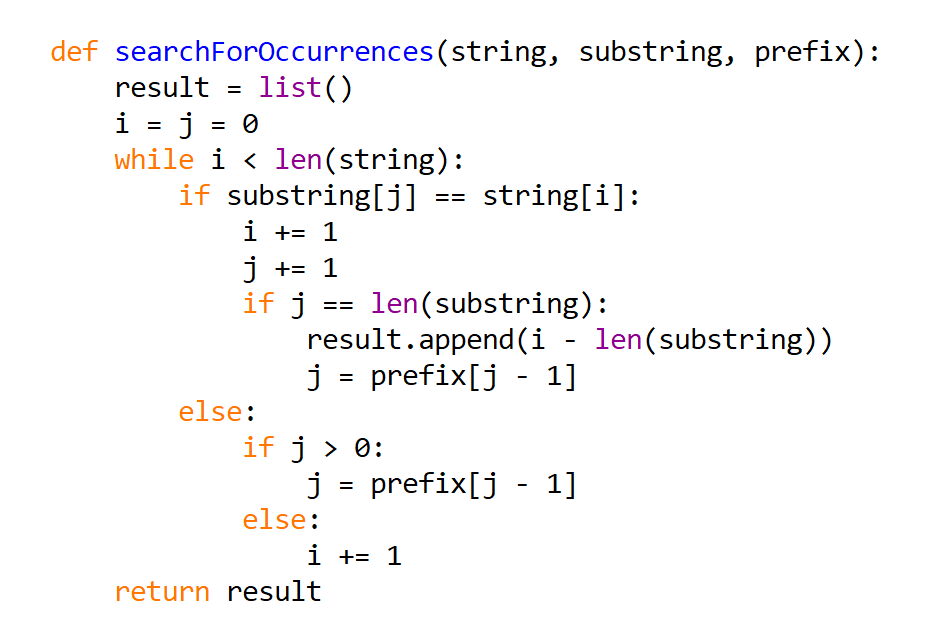 def searchForOccurrences(string, substring, prefix):
    result = list()
    i = j = 0
    while i < len(string):
        if substring[j] == string[i]:
            i += 1
            j += 1
            if j == len(substring):
                result.append(i - len(substring))
                j = prefix[j - 1]
        else:
            if j > 0:
                j = prefix[j - 1]
            else:
                i += 1
    return result